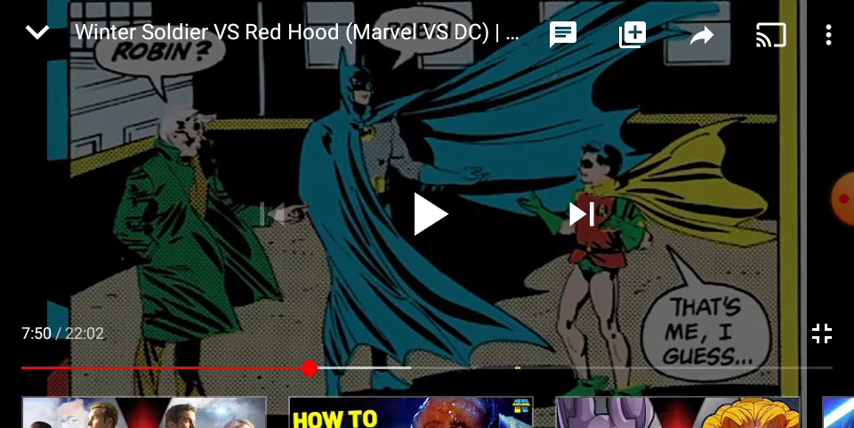 Winter Soldier VS Red Hood (Marvel VS DC) | ...
ROBIN?
7:50 / 22:02
THAT'S
ME, I
GUESS...
HOW TO